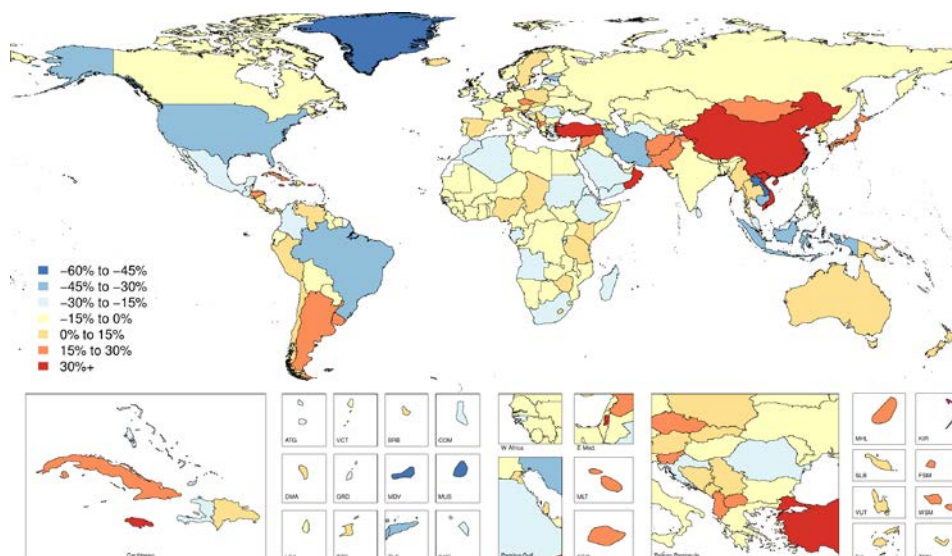 −60% to −45%
−45% to −30%
−30% to −15%
−15% to 0%
0% to 15%
15% to 30%
30%+
ATG
VCT
BRB
COM
W Africa
E Med.
MHL
KIR
DMA
GRD
MDV
MUS
MLT
SLB
FSM
VUT
WSM